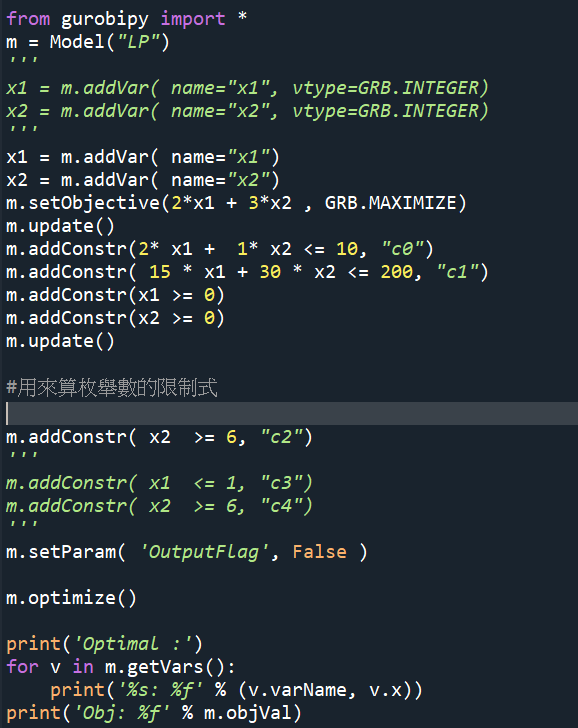 from gurobipy import *
m = Model("LP")
'''
x1 = m.addVar( name="x1", vtype=GRB.INTEGER)
x2 = m.addVar( name="x2", vtype=GRB.INTEGER)
'''
x1 = m.addVar( name="x1")
x2 = m.addVar( name="x2")
m.setObjective(2*x1 + 3*x2 , GRB.MAXIMIZE)
m.update()
m.addConstr(2* x1 +  1* x2 <= 10, "c0")
m.addConstr( 15 * x1 + 30 * x2 <= 200, "c1")
m.addConstr(x1 >= 0)
m.addConstr(x2 >= 0)
m.update()
#用來算枚舉數的限制式
m.addConstr( x2  >= 6, "c2")
'''
m.addConstr( x1  <= 1, "c3")
m.addConstr( x2  >= 6, "c4")
'''
m.setParam( 'OutputFlag', False )
m.optimize()
print('Optimal :')
for v in m.getVars():
    print('%s: %f' % (v.varName, v.x))
print('Obj: %f' % m.objVal)